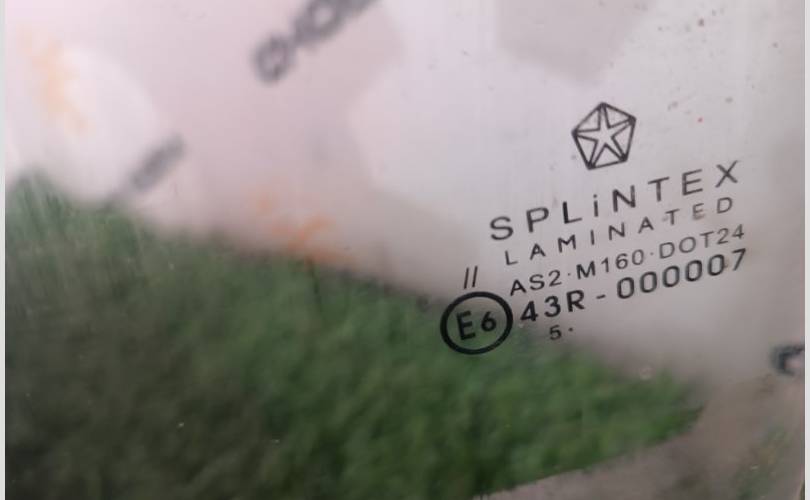 SPLiNTEX
LAMINATED
// AS2·M160·DOT24
E6 43R-000007
5·